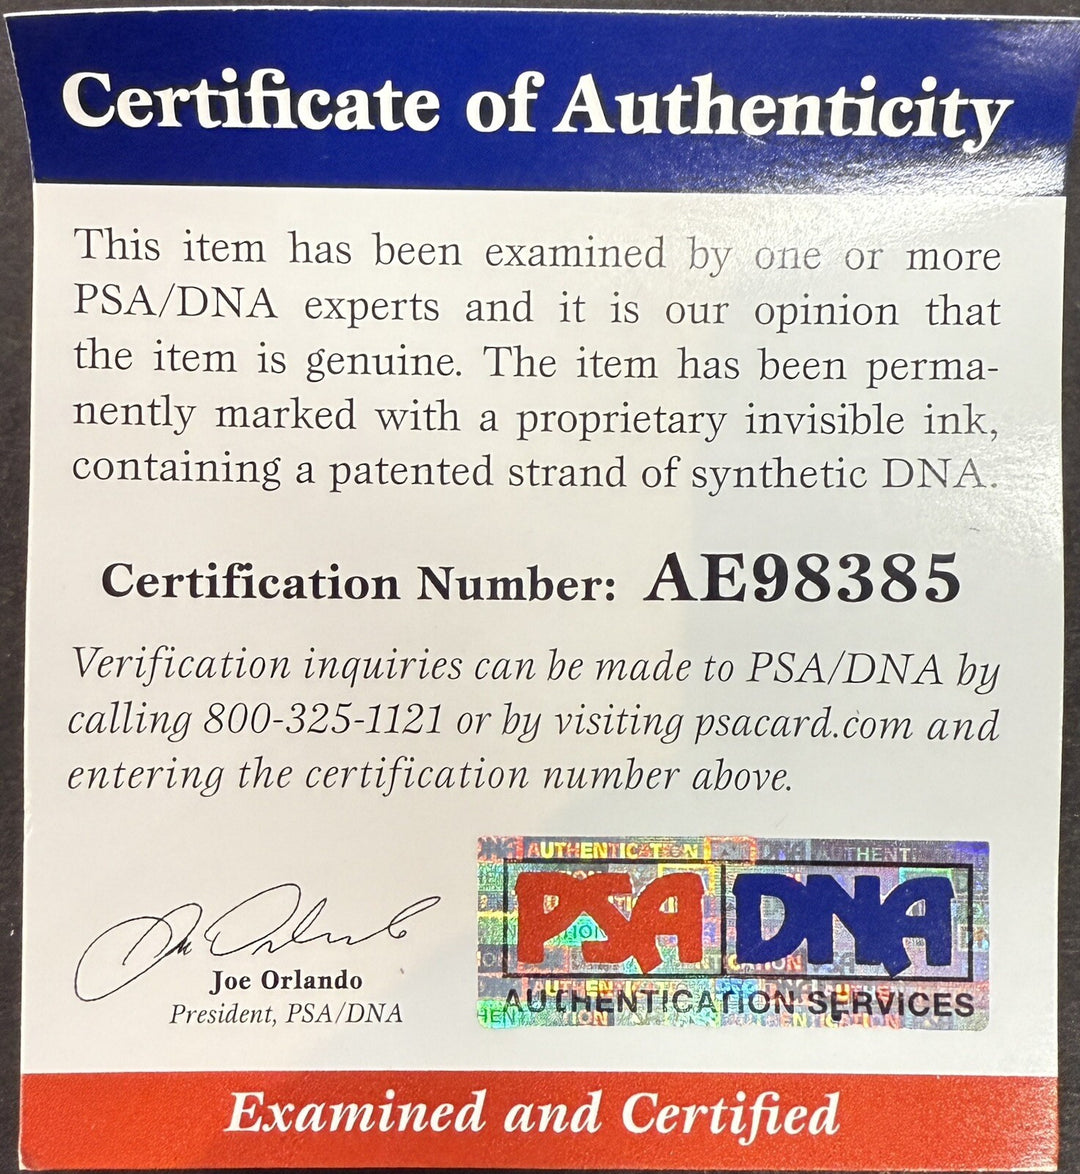 Certificate of Authenticity
This item has been examined by one or more
PSA/DNA experts and it is our opinion that
the item is genuine. The item has been perma-
nently marked with a proprietary invisible ink,
containing a patented strand of synthetic DNA.
Certification Number: AE98385
Verification inquiries can be made to PSA/DNA by
calling 800-325-1121 or by visiting psacard.com and
entering the certification number above.
Joe Orlando
President, PSA/DNA
AUTHENTICATION
PSA DNA
AUTHENTICATION SERVICES
Examined and Certified